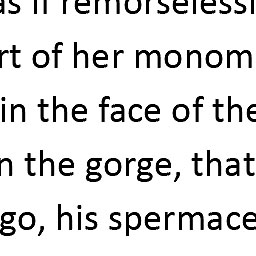 as if remorselessl
rt of her monom
in the face of the
n the gorge, that
go, his spermace